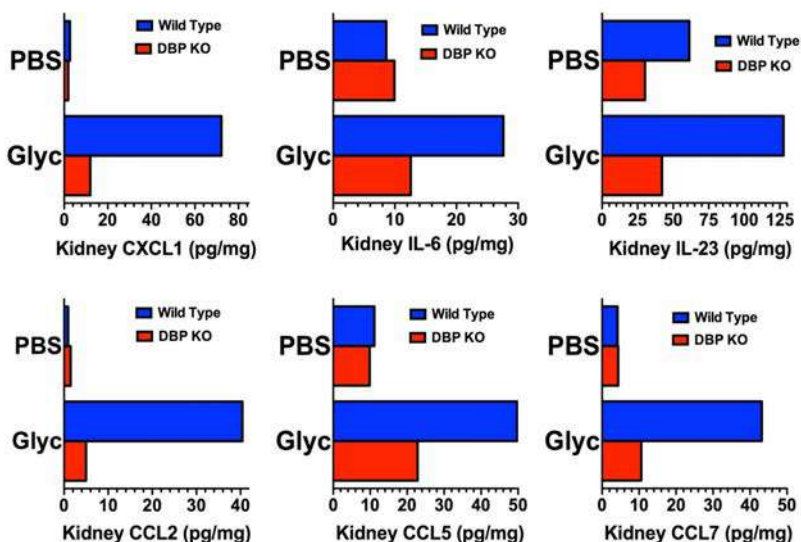 PBS
Glyc
Wild Type
DBP KO
0 20 40 60 80
Kidney CXCL1 (pg/mg)
PBS
Glyc
Wild Type
DBP KO
0 10 20 30
Kidney IL-6 (pg/mg)
PBS
Glyc
Wild Type
DBP KO
0 25 50 75 100 125
Kidney IL-23 (pg/mg)
PBS
Glyc
Wild Type
DBP KO
0 10 20 30 40
Kidney CCL2 (pg/mg)
PBS
Glyc
Wild Type
DBP KO
0 10 20 30 40 50
Kidney CCL5 (pg/mg)
PBS
Glyc
Wild Type
DBP KO
0 10 20 30 40 50
Kidney CCL7 (pg/mg)